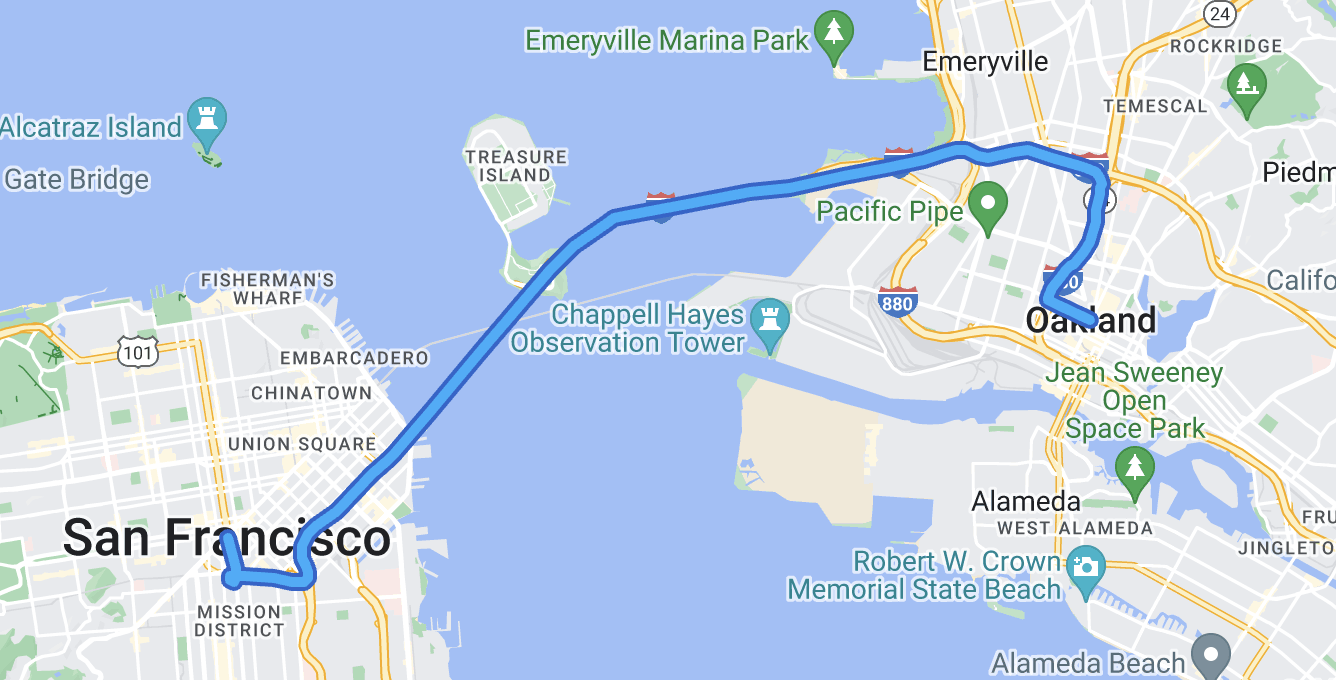 24
Emeryville Marina Park
Emeryville
ROCKRIDGE
TEMESCAL
Alcatraz Island
Gate Bridge
TREASURE
ISLAND
Piedm
Pacific Pipe
FISHERMAN'S
WHARF
Califo
880
Chappell Hayes
Observation Tower
Oakland
101
EMBARCADERO
CHINATOWN
Jean Sweeney
Open
Space Park
UNION SQUARE
Alameda
WEST ALAMEDA
San Francisco
FRU
JINGLETO
Robert W. Crown
Memorial State Beach
MISSION
DISTRICT
Alameda Beach